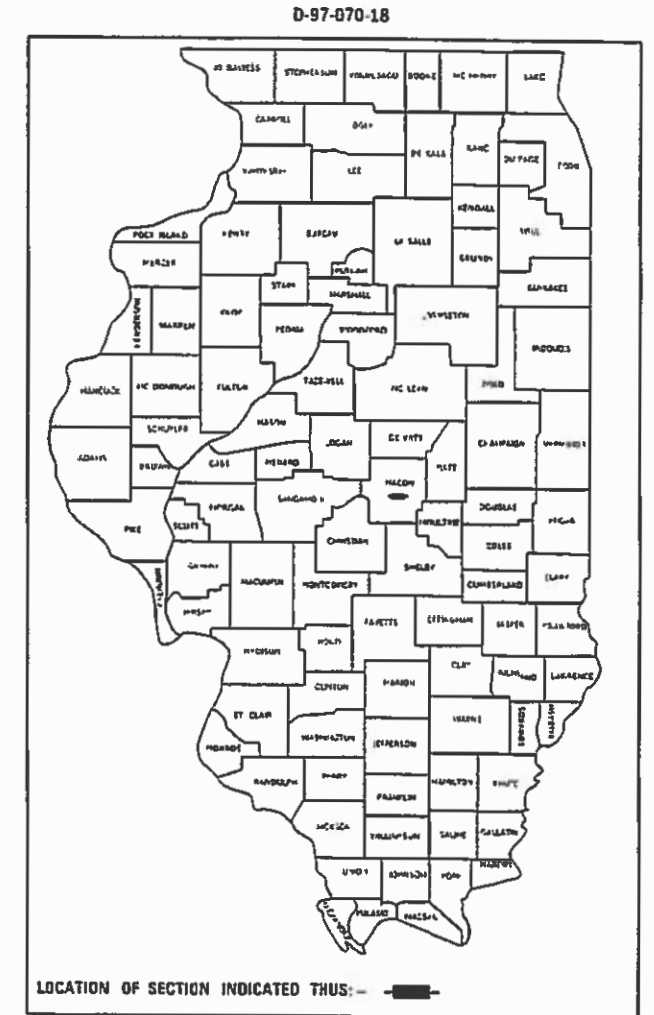 D-97-070-18
JO DAVIESS STEPHENSON WINNEBAGO BOONE MC HENRY LAKE
CARROLL OGLE
DE KALB KANE DU PAGE COOK
WHITESIDE LEE
KENDALL
ROCK ISLAND HENRY BUREAU LA SALLE GRUNDY WILL
MERCER
PUTNAM
STARK MARSHALL KANKAKEE
HENDERSON WARREN KNOX PEORIA WOODFORD LIVINGSTON IROQUOIS
HANCOCK MC DONOUGH FULTON TAZEWELL MC LEAN FORD
MASON
SCHUYLER LOGAN DE WITT CHAMPAIGN VERMILION
ADAMS BROWN CASS MENARD PIATT
MACON
MORGAN SANGAMON DOUGLAS
PIKE SCOTT MOULTRIE EDGAR
CHRISTIAN COLES
GREENE SHELBY
CALHOUN MACOUPIN MONTGOMERY CUMBERLAND CLARK
JERSEY FAYETTE EFFINGHAM JASPER CRAWFORD
MADISON BOND
CLAY RICHLAND LAWRENCE
CLINTON MARION
ST CLAIR WAYNE EDWARDS WABASH
MONROE WASHINGTON JEFFERSON
RANDOLPH PERRY HAMILTON WHITE
FRANKLIN
JACKSON WILLIAMSON SALINE GALLATIN
UNION JOHNSON POPE HARDIN
ALEXANDER PULASKI MASSAC
LOCATION OF SECTION INDICATED THUS:-